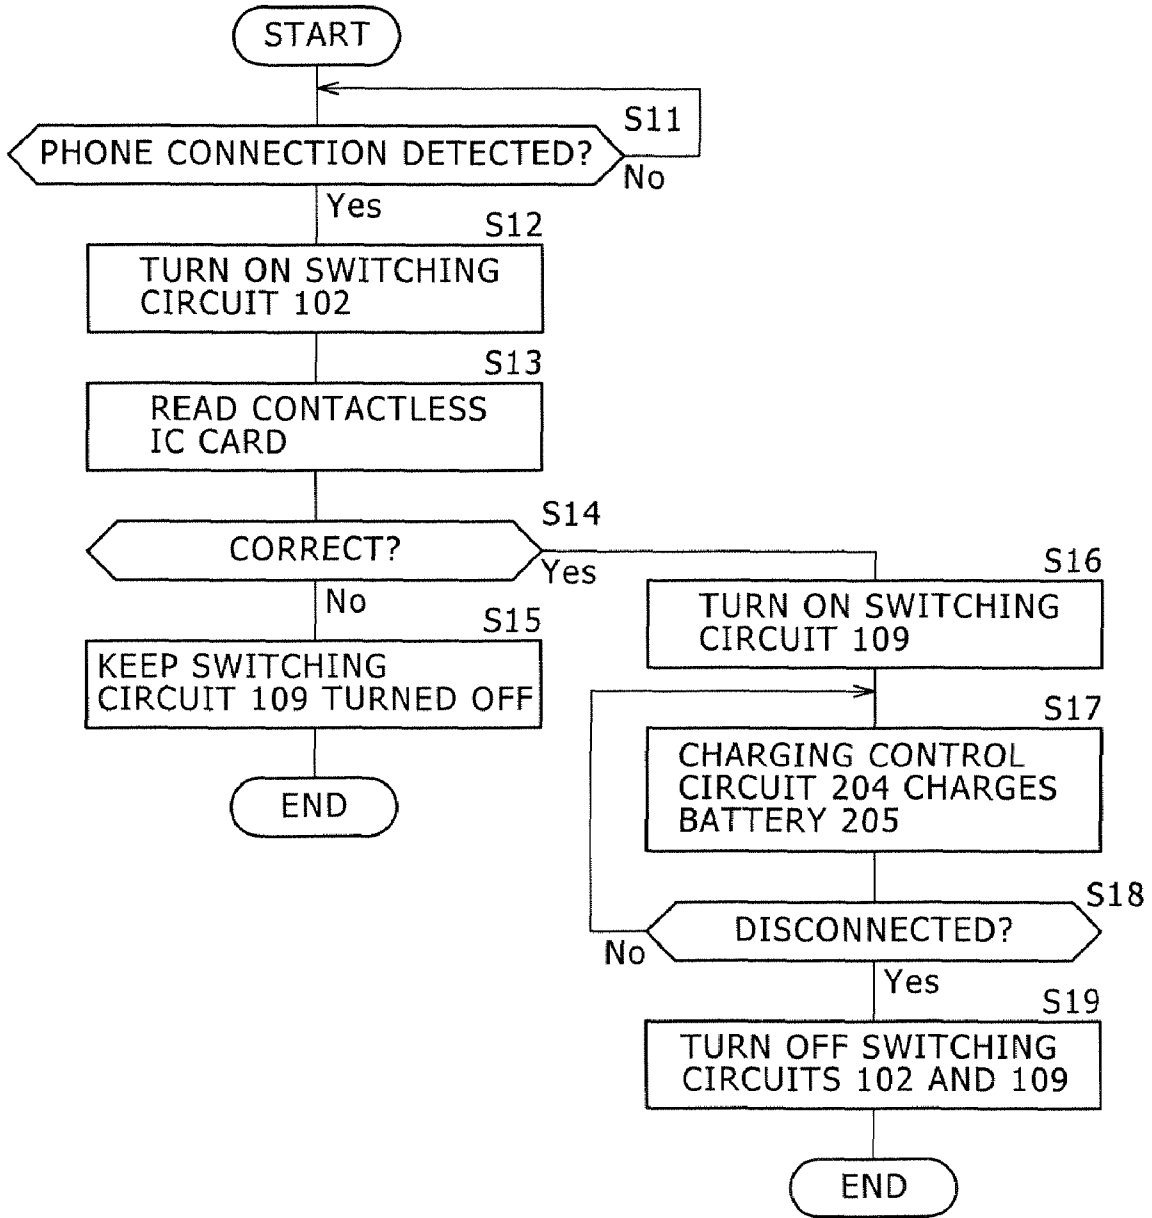 START
S11
PHONE CONNECTION DETECTED?
No
Yes
S12
TURN ON SWITCHING
CIRCUIT 102
S13
READ CONTACTLESS
IC CARD
S14
CORRECT?
Yes
No
S15
KEEP SWITCHING
CIRCUIT 109 TURNED OFF
END
S16
TURN ON SWITCHING
CIRCUIT 109
S17
CHARGING CONTROL
CIRCUIT 204 CHARGES
BATTERY 205
S18
DISCONNECTED?
No
Yes
S19
TURN OFF SWITCHING
CIRCUITS 102 AND 109
END